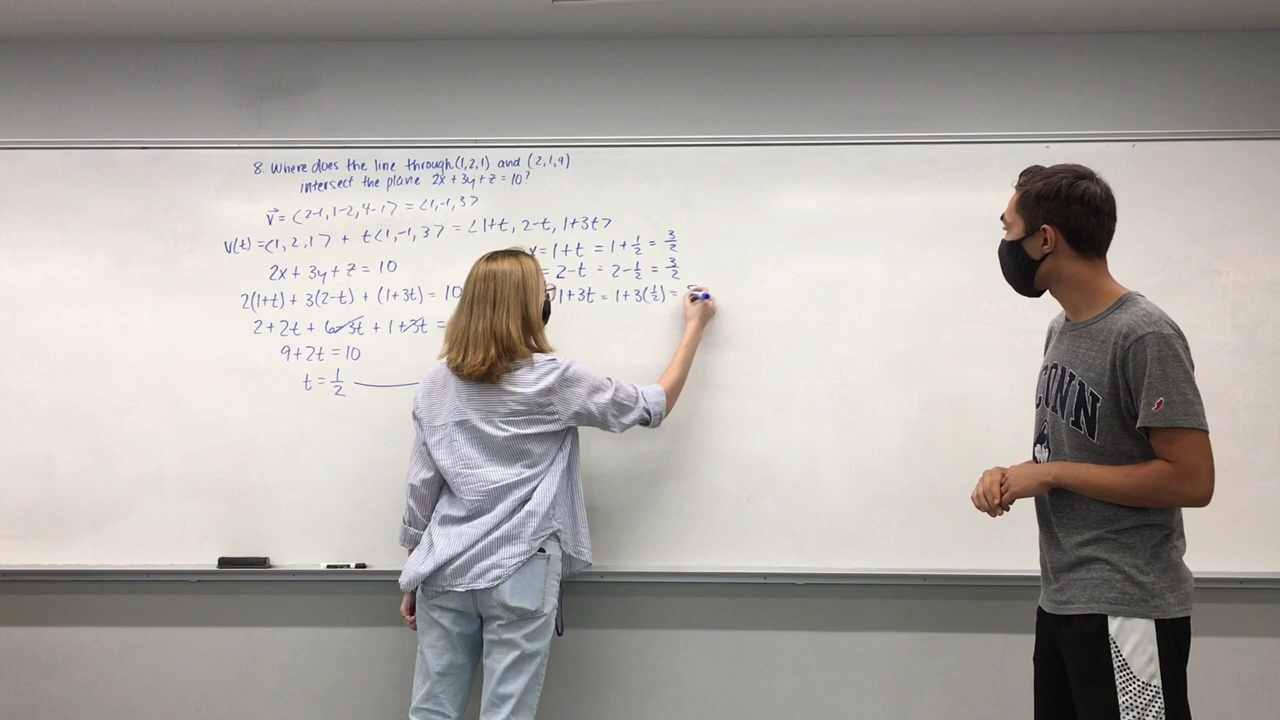 8. Where does the line through (1,2,1) and (2,1,4)
intersect the plane 2x + 3y + z = 10?
v⃗ = ⟨2-1, 1-2, 4-1⟩ = ⟨1,-1,3⟩
v(t) = ⟨1,2,1⟩ + t⟨1,-1,3⟩ = ⟨1+t, 2-t, 1+3t⟩
2x + 3y + z = 10
2(1+t) + 3(2-t) + (1+3t) = 10
2+2t + 6-3t + 1+3t =
9+2t = 10
t = 1/2
x = 1+t = 1+1/2 = 3/2
= 2-t = 2-1/2 = 3/2
1+3t = 1+3(1/2) =
CONN